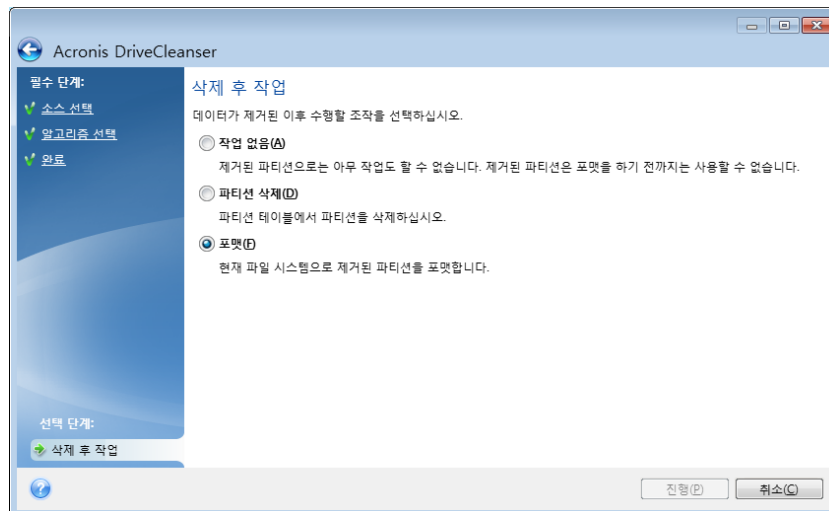 Acronis DriveCleanser
필수 단계:
소스 선택
알고리즘 선택
완료
선택 단계:
삭제 후 작업
삭제 후 작업
데이터가 제거된 이후 수행할 조작을 선택하십시오.
작업 없음(A)
제거된 파티션으로는 아무 작업도 할 수 없습니다. 제거된 파티션은 포맷을 하기 전까지는 사용할 수 없습니다.
파티션 삭제(D)
파티션 테이블에서 파티션을 삭제하십시오.
포맷(F)
현재 파일 시스템으로 제거된 파티션을 포맷합니다.
진행(P)
취소(C)